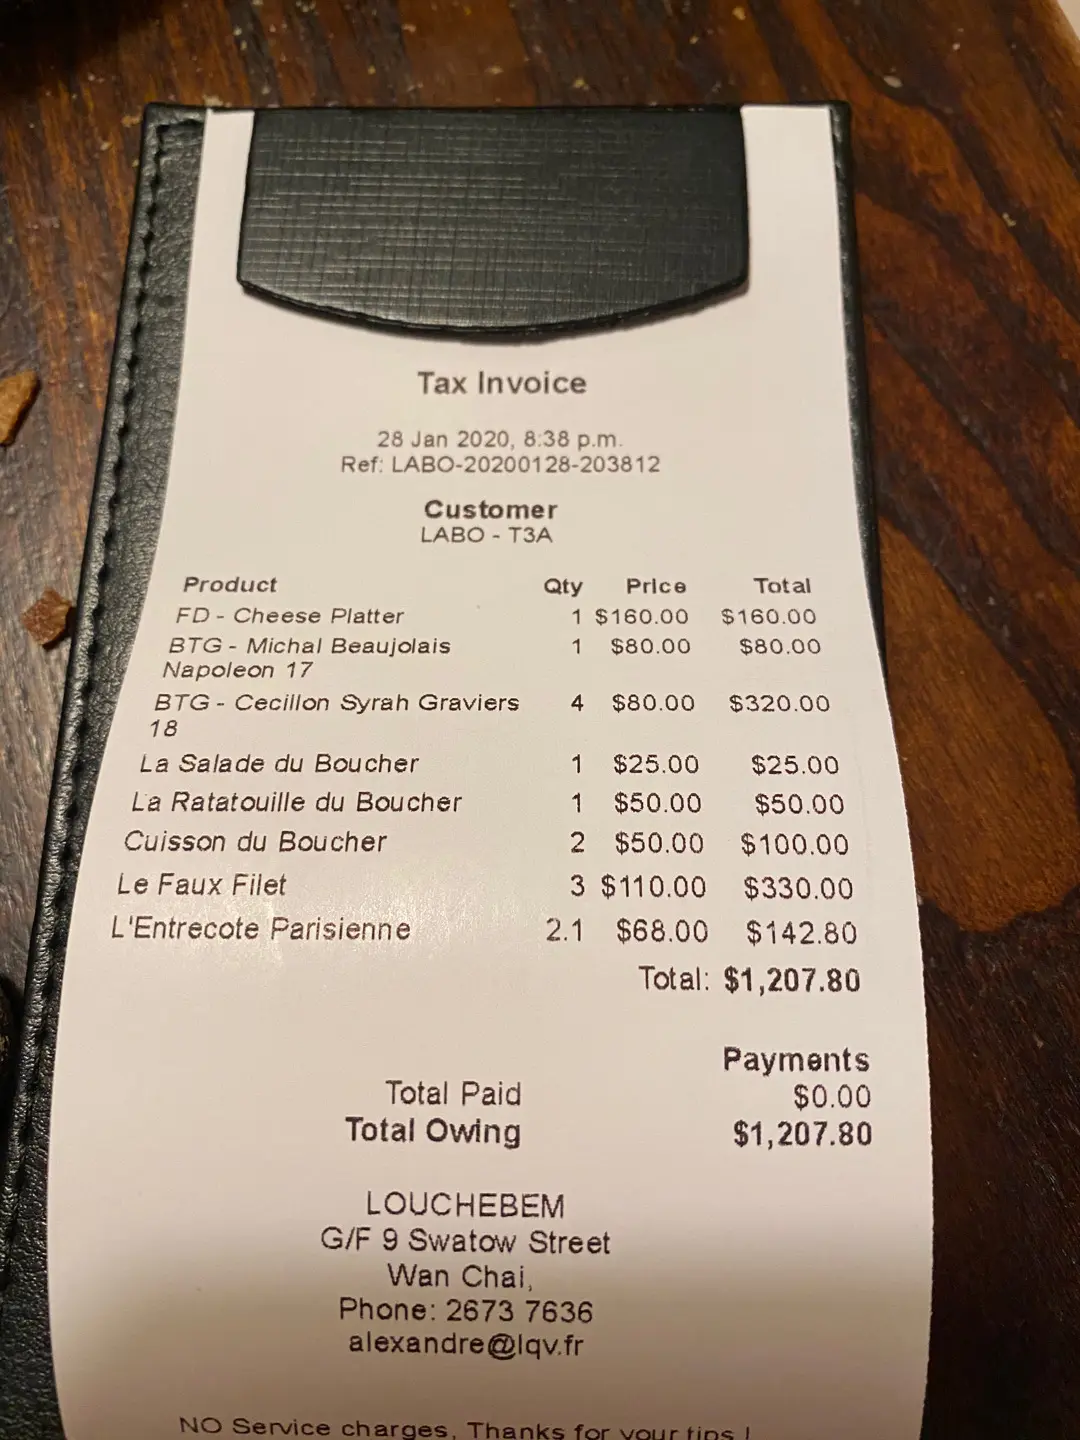 Tax Invoice
28 Jan 2020, 8:38 p.m.
Ref: LABO-20200128-203812
Customer
LABO - T3A
Product Qty Price Total
FD - Cheese Platter 1 $160.00 $160.00
BTG - Michal Beaujolais 1 $80.00 $80.00
Napoleon 17
BTG - Cecillon Syrah Graviers 4 $80.00 $320.00
18
La Salade du Boucher 1 $25.00 $25.00
La Ratatouille du Boucher 1 $50.00 $50.00
Cuisson du Boucher 2 $50.00 $100.00
Le Faux Filet 3 $110.00 $330.00
L'Entrecote Parisienne 2.1 $68.00 $142.80
Total: $1,207.80
Payments
Total Paid $0.00
Total Owing $1,207.80
LOUCHEBEM
G/F 9 Swatow Street
Wan Chai,
Phone: 2673 7636
alexandre@lqv.fr
NO Service charges, Thanks for your tips !